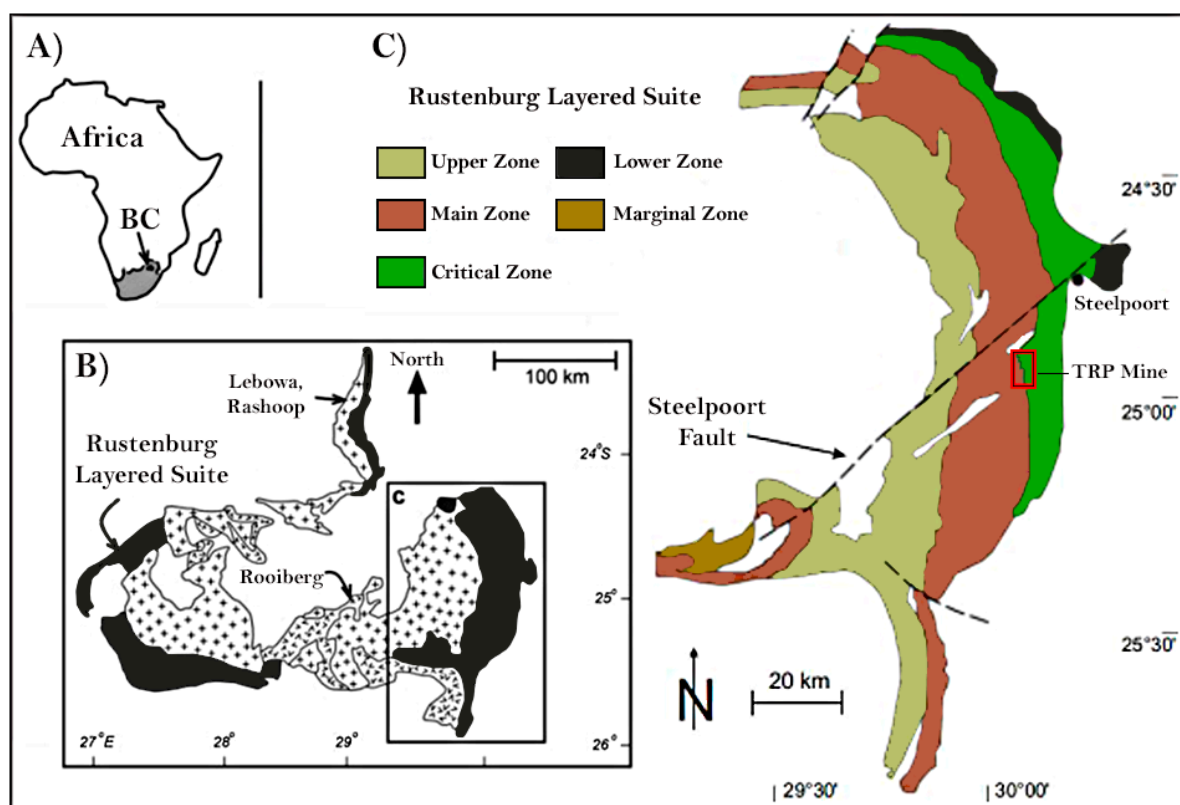 A)
Africa
BC
B)
Lebowa,
Rashoop
North
100 km
Rustenburg
Layered Suite
24°S
c
Rooiberg
25°
26°
27°E
28°
29°
C)
Rustenburg Layered Suite
Upper Zone
Lower Zone
Main Zone
Marginal Zone
Critical Zone
24°30'
Steelpoort
TRP Mine
25°00'
Steelpoort
Fault
25°30'
N
20 km
29°30'
30°00'